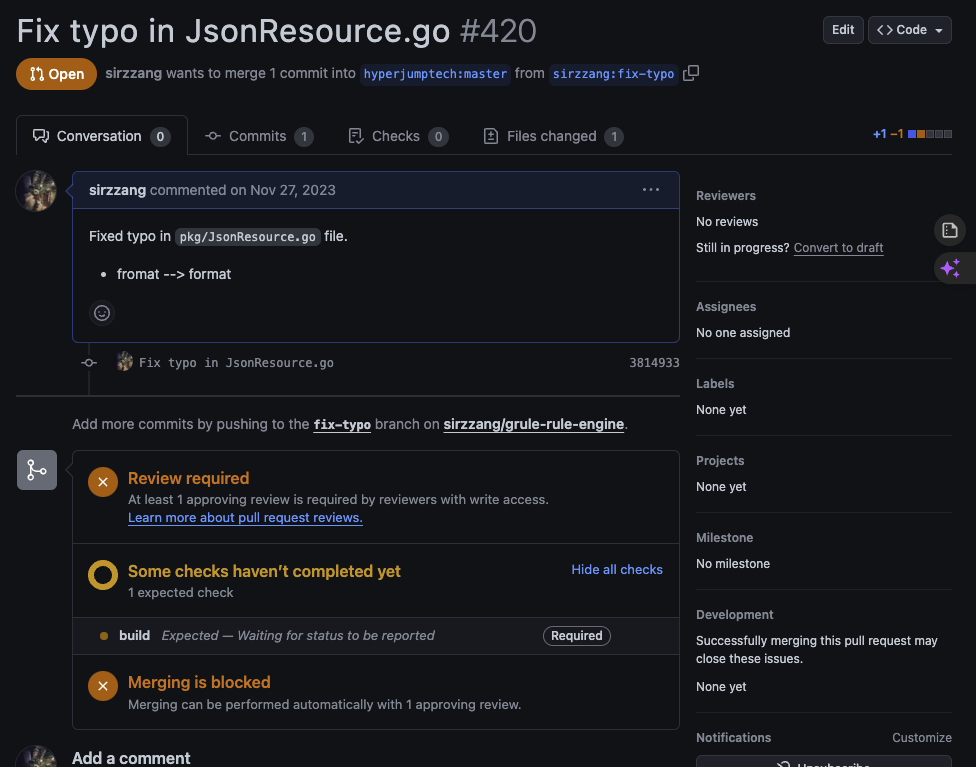 Fix typo in JsonResource.go #420
Edit
<> Code
Open
sirzzang wants to merge 1 commit into hyperjumptech:master from sirzzang:fix-typo
Conversation 0
Commits 1
Checks 0
Files changed 1
+1 −1
sirzzang commented on Nov 27, 2023
Fixed typo in pkg/JsonResource.go file.
• fromat --> format
Fix typo in JsonResource.go
3814933
Add more commits by pushing to the fix-typo branch on sirzzang/grule-rule-engine.
Review required
At least 1 approving review is required by reviewers with write access.
Learn more about pull request reviews.
Some checks haven't completed yet
1 expected check
Hide all checks
build Expected — Waiting for status to be reported
Required
Merging is blocked
Merging can be performed automatically with 1 approving review.
Add a comment
Reviewers
No reviews
Still in progress? Convert to draft
Assignees
No one assigned
Labels
None yet
Projects
None yet
Milestone
No milestone
Development
Successfully merging this pull request may
close these issues.
None yet
Notifications
Customize
Unsubscribe